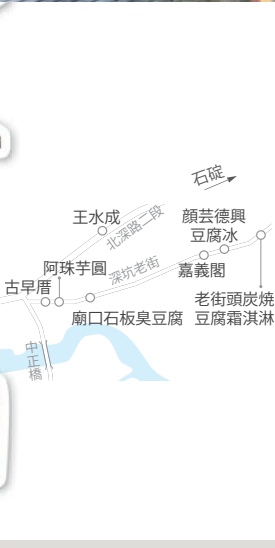 石碇
王水成
北深路二段
顏芸德興
豆腐冰
阿珠芋圓
深坑老街
嘉義閣
古早厝
老街頭炭燒
豆腐霜淇淋
廟口石板臭豆腐
中正橋